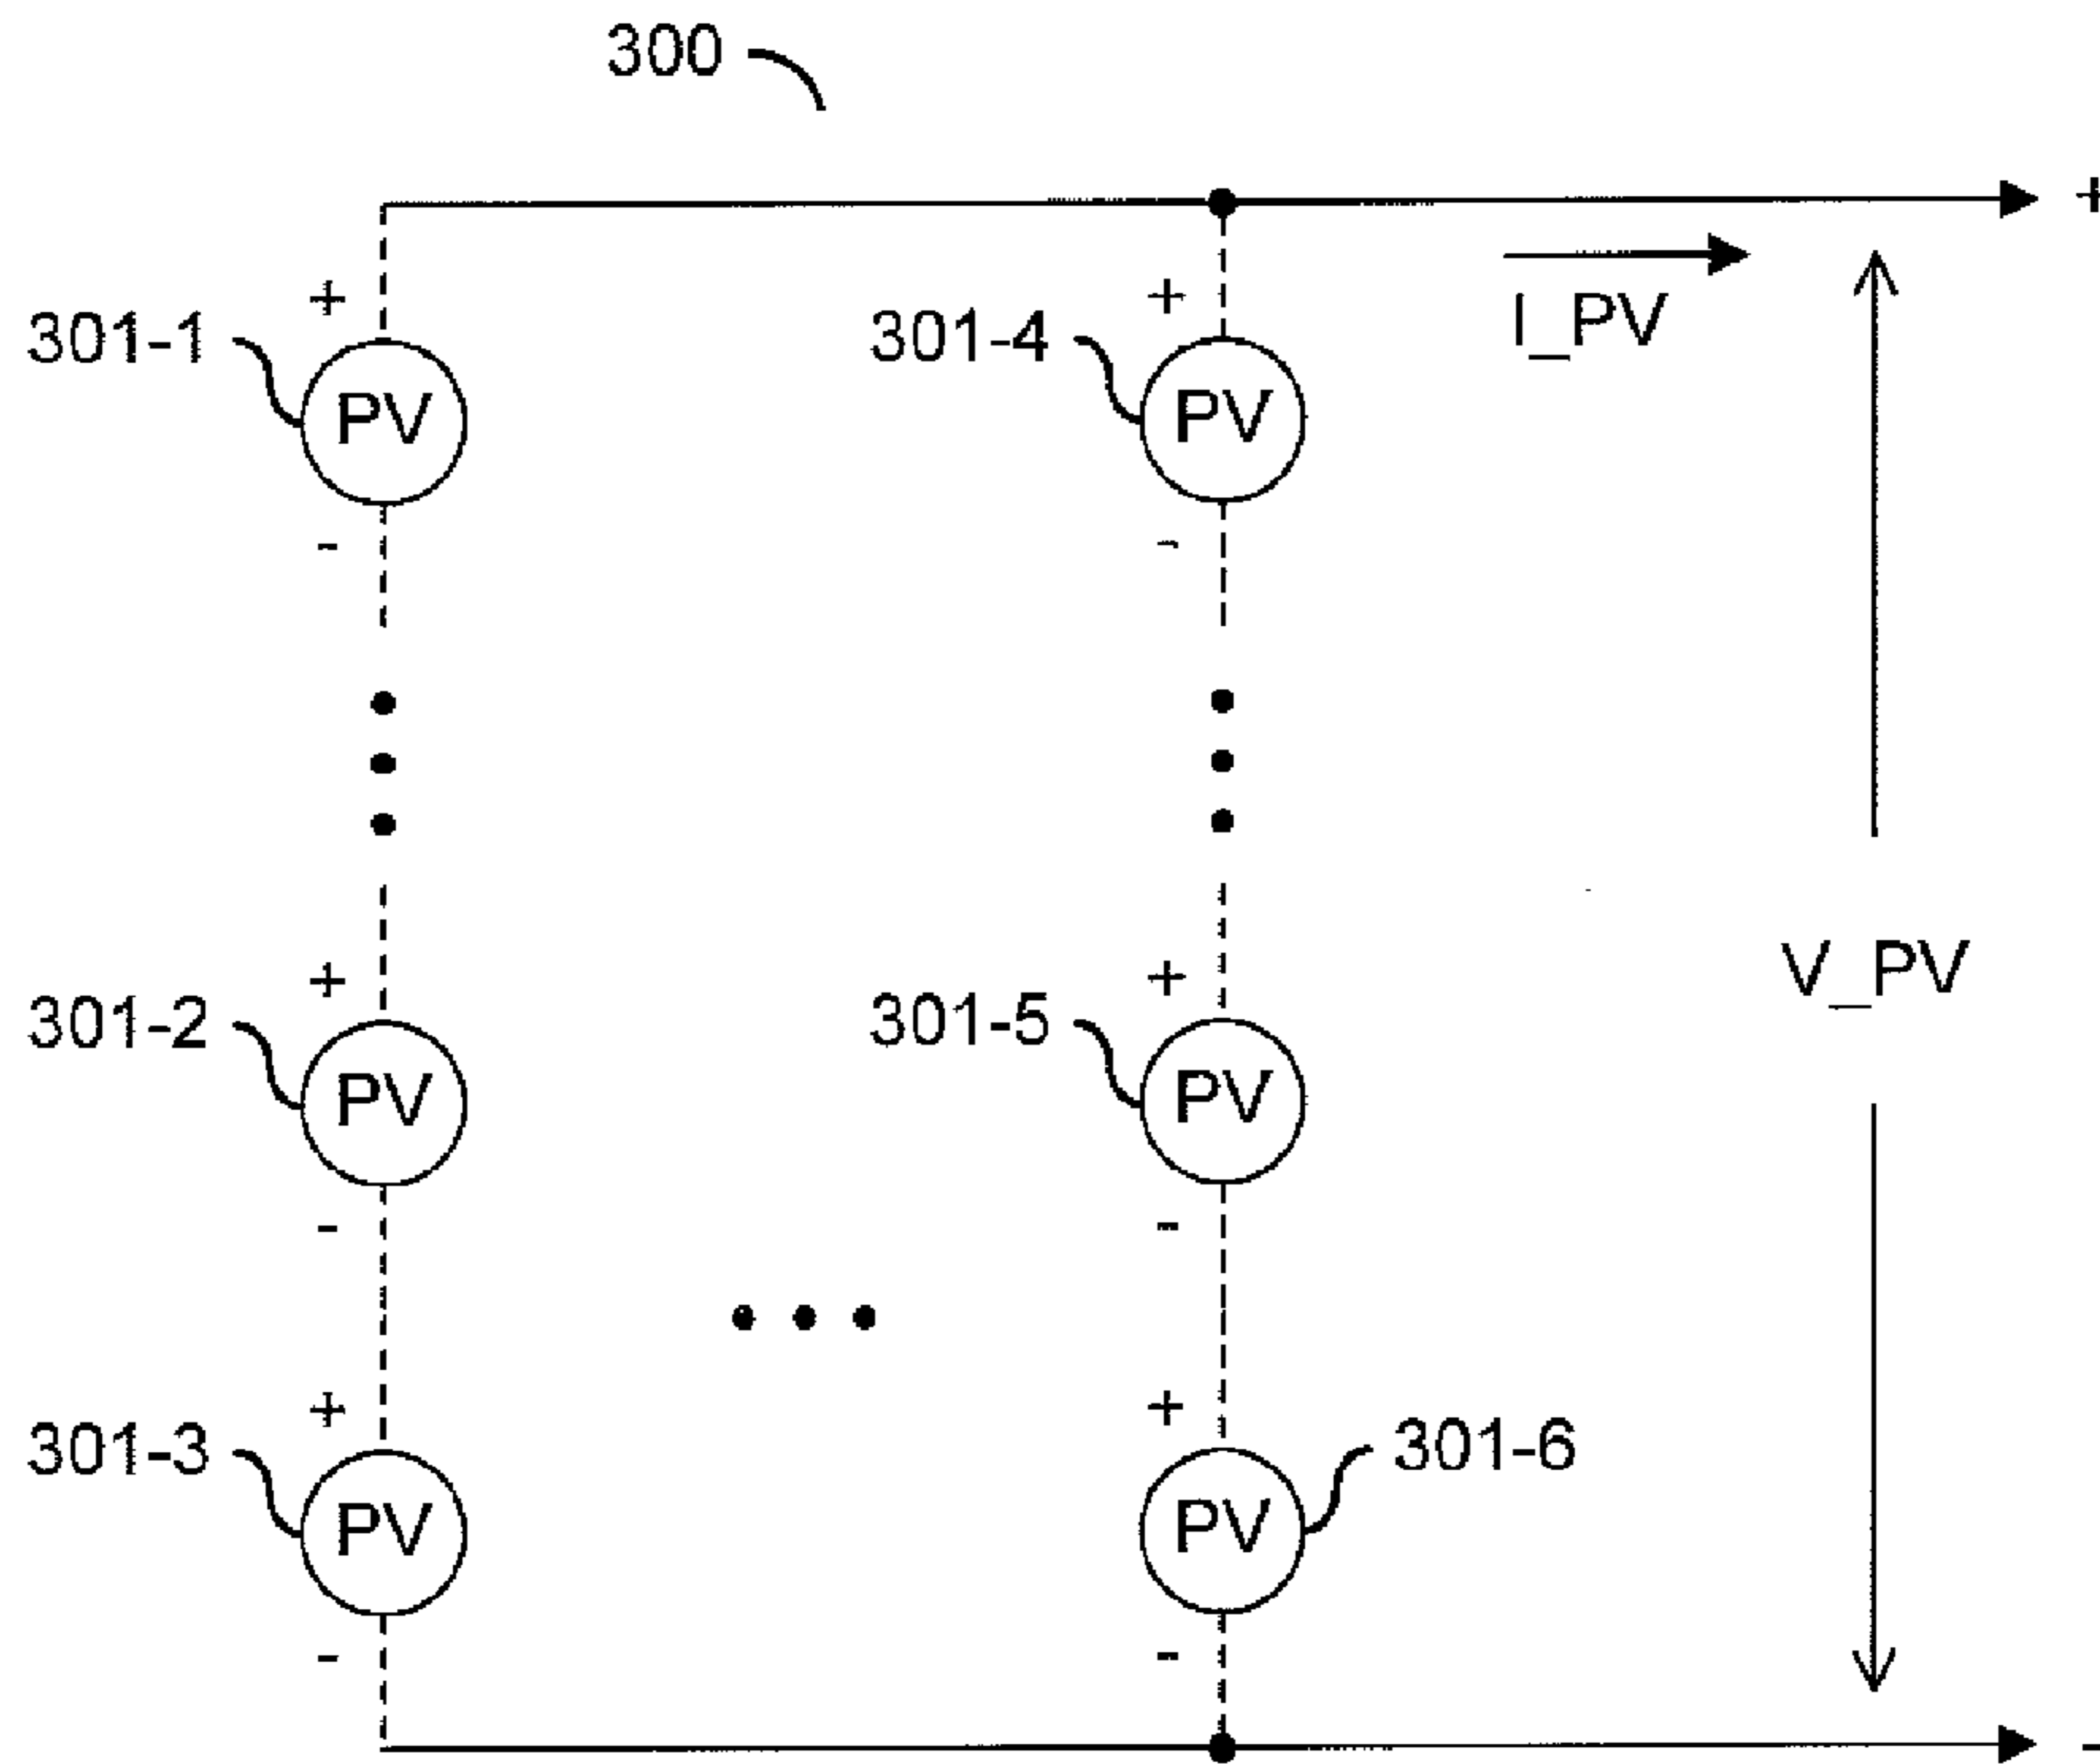 300
+
+ +
301-1 301-4 I_PV
PV PV
- -
+ + V_PV
301-2 301-5
PV PV
- -
+ +
301-3 301-6
PV PV
- -
-